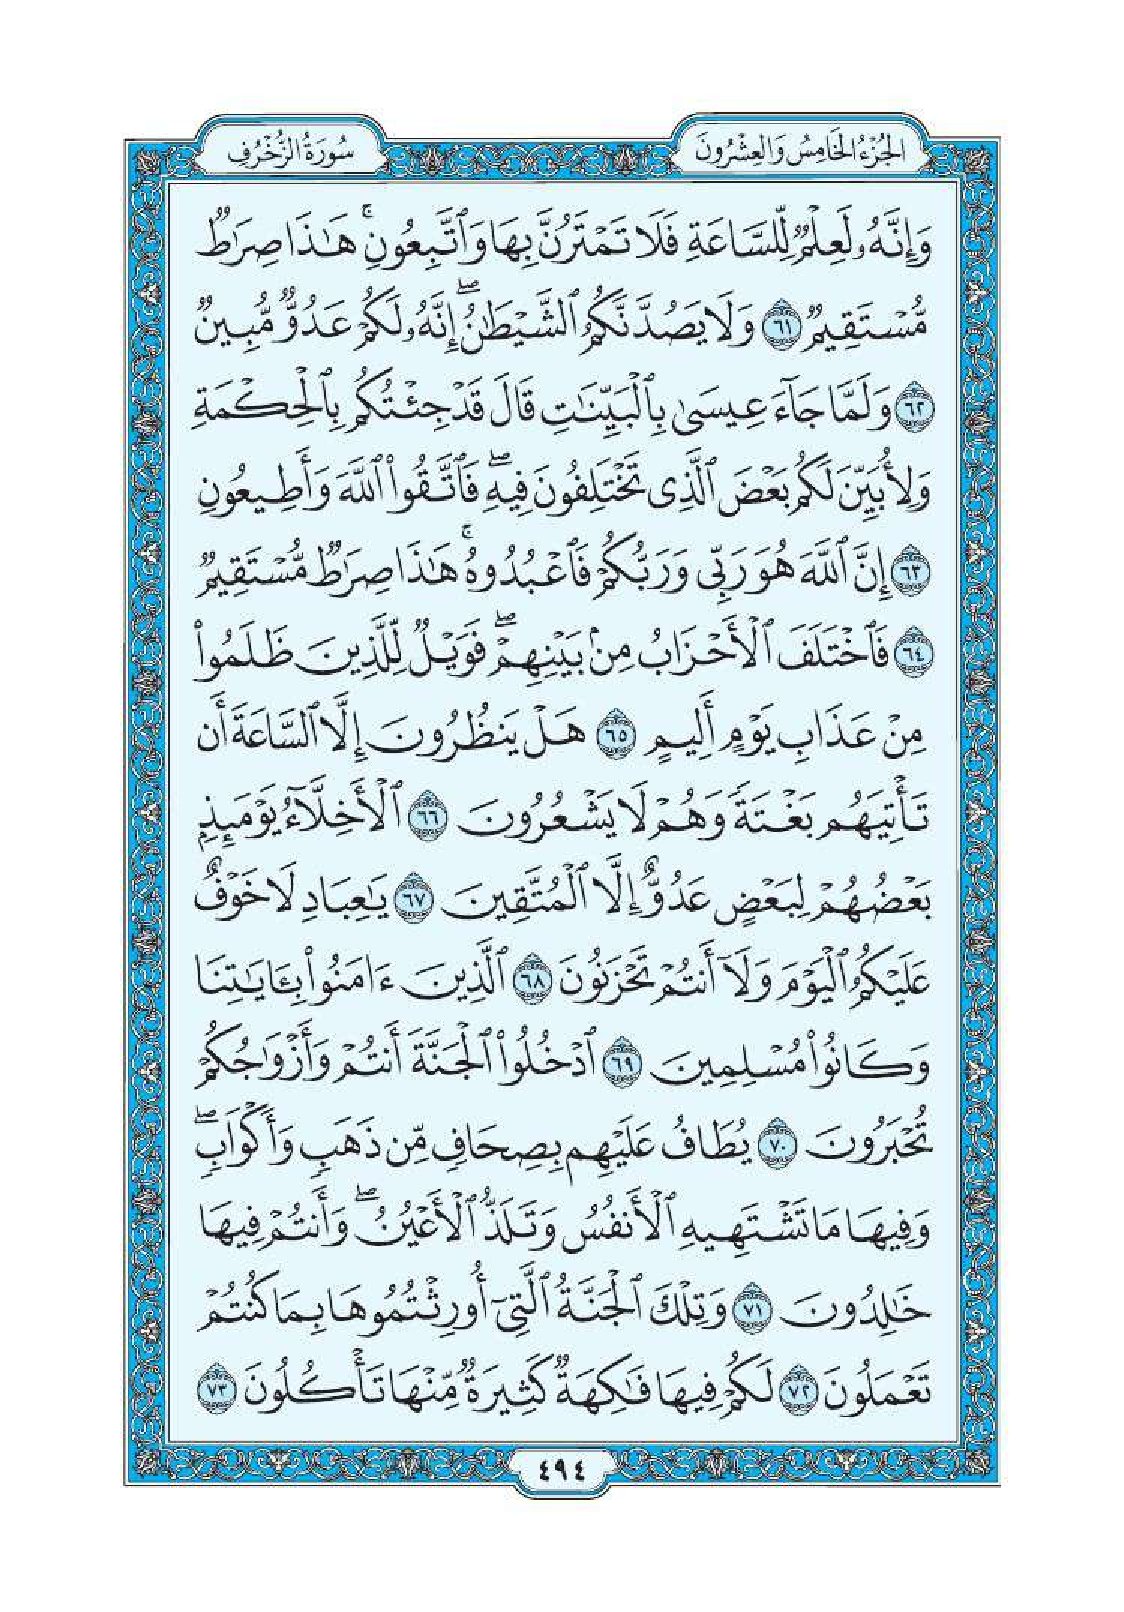 الجُزْءُ الخَامِسُ وَالعِشْرُونَ
سُورَةُ الزُّخْرُفِ
وَإِنَّهُۥ لَعِلْمٌ لِّلسَّاعَةِ فَلَا تَمْتَرُنَّ بِهَا وَٱتَّبِعُونِ ۚ هَٰذَا صِرَٰطٌ
مُّسْتَقِيمٌ ٦١ وَلَا يَصُدَّنَّكُمُ ٱلشَّيْطَٰنُ ۖ إِنَّهُۥ لَكُمْ عَدُوٌّ مُّبِينٌ
٦٢ وَلَمَّا جَآءَ عِيسَىٰ بِٱلْبَيِّنَٰتِ قَالَ قَدْ جِئْتُكُم بِٱلْحِكْمَةِ
وَلِأُبَيِّنَ لَكُم بَعْضَ ٱلَّذِى تَخْتَلِفُونَ فِيهِ ۖ فَٱتَّقُوا۟ ٱللَّهَ وَأَطِيعُونِ
٦٣ إِنَّ ٱللَّهَ هُوَ رَبِّى وَرَبُّكُمْ فَٱعْبُدُوهُ ۚ هَٰذَا صِرَٰطٌ مُّسْتَقِيمٌ
٦٤ فَٱخْتَلَفَ ٱلْأَحْزَابُ مِنۢ بَيْنِهِمْ ۖ فَوَيْلٌ لِّلَّذِينَ ظَلَمُوا۟
مِنْ عَذَابِ يَوْمٍ أَلِيمٍ ٦٥ هَلْ يَنظُرُونَ إِلَّا ٱلسَّاعَةَ أَن
تَأْتِيَهُم بَغْتَةً وَهُمْ لَا يَشْعُرُونَ ٦٦ ٱلْأَخِلَّآءُ يَوْمَئِذٍۭ
بَعْضُهُمْ لِبَعْضٍ عَدُوٌّ إِلَّا ٱلْمُتَّقِينَ ٦٧ يَٰعِبَادِ لَا خَوْفٌ
عَلَيْكُمُ ٱلْيَوْمَ وَلَآ أَنتُمْ تَحْزَنُونَ ٦٨ ٱلَّذِينَ ءَامَنُوا۟ بِـَٔايَٰتِنَا
وَكَانُوا۟ مُسْلِمِينَ ٦٩ ٱدْخُلُوا۟ ٱلْجَنَّةَ أَنتُمْ وَأَزْوَٰجُكُمْ
تُحْبَرُونَ ٧٠ يُطَافُ عَلَيْهِم بِصِحَافٍ مِّن ذَهَبٍ وَأَكْوَابٍ ۖ
وَفِيهَا مَا تَشْتَهِيهِ ٱلْأَنفُسُ وَتَلَذُّ ٱلْأَعْيُنُ ۖ وَأَنتُمْ فِيهَا
خَٰلِدُونَ ٧١ وَتِلْكَ ٱلْجَنَّةُ ٱلَّتِىٓ أُورِثْتُمُوهَا بِمَا كُنتُمْ
تَعْمَلُونَ ٧٢ لَكُمْ فِيهَا فَٰكِهَةٌ كَثِيرَةٌ مِّنْهَا تَأْكُلُونَ ٧٣
٤٩٤